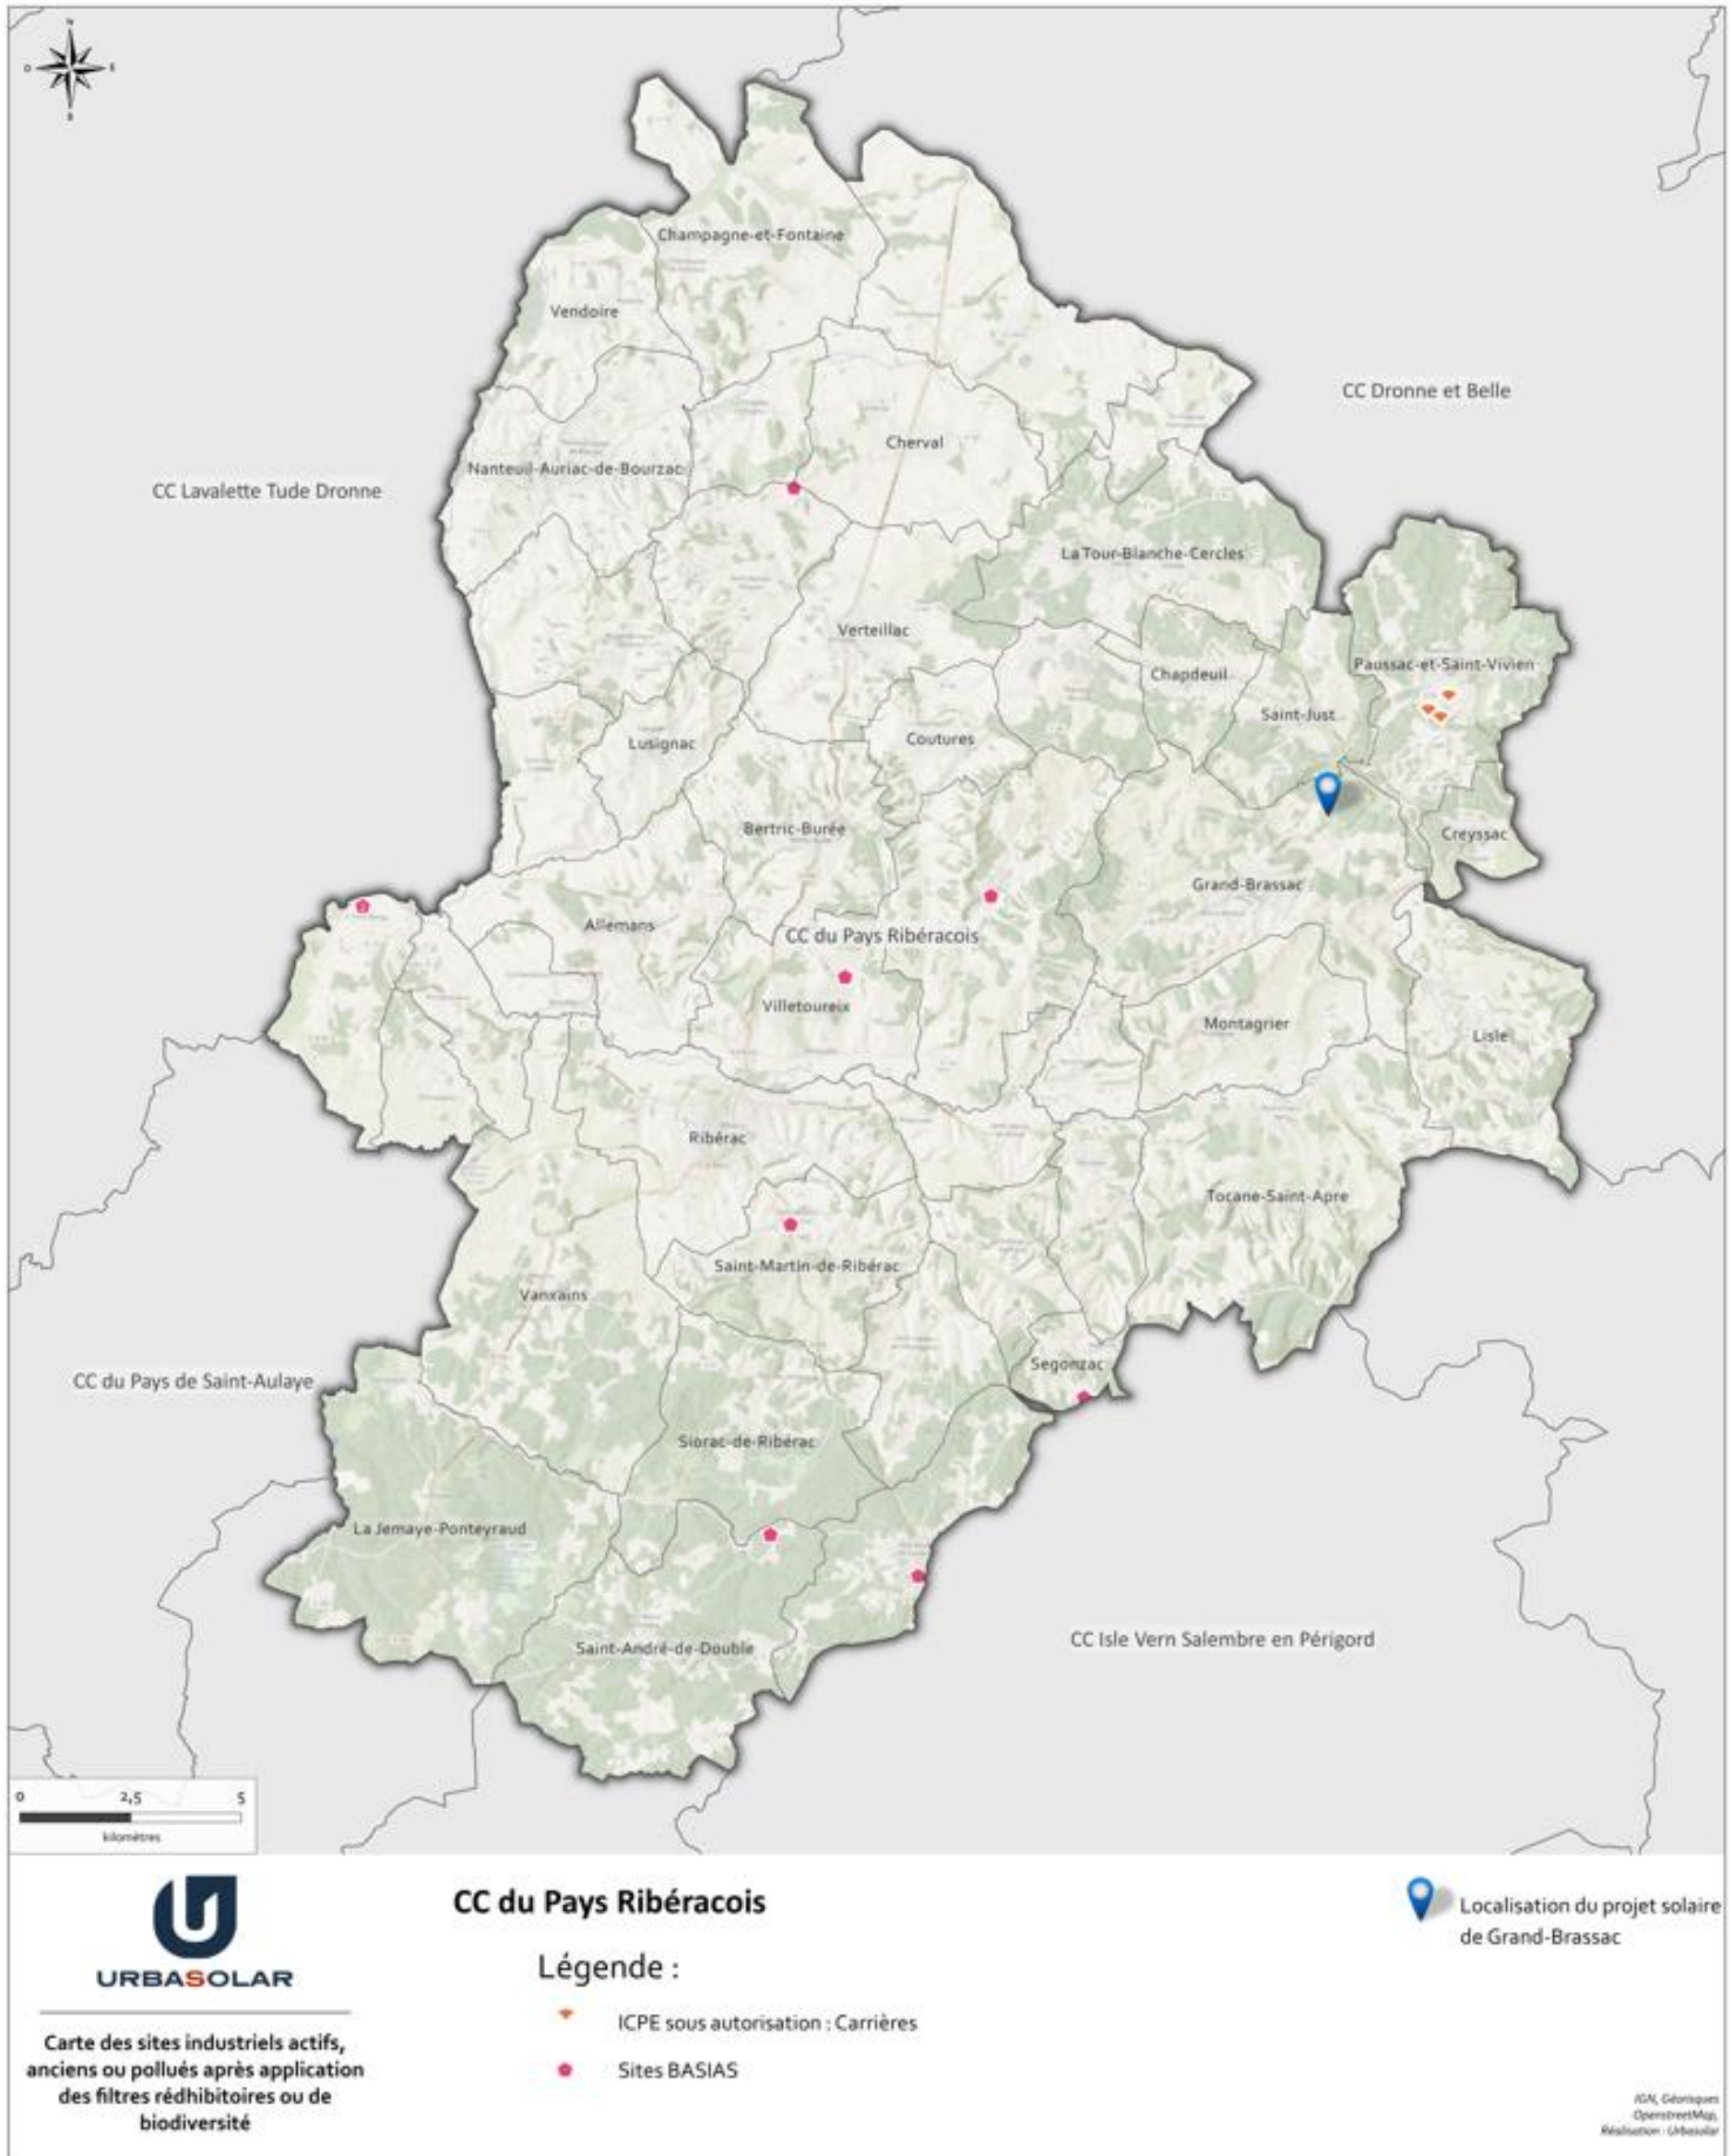 N
O
E
S
Champagne-et-Fontaine
Vendoire
CC Dronne et Belle
Cherval
Nanteuil-Auriac-de-Bourzac
CC Lavalette Tude Dronne
La Tour-Blanche-Cercles
Verteillac
Paussac-et-Saint-Vivien
Chapdeuil
Saint-Just
Coutures
Lusignac
Bertric-Burée
Creyssac
Grand-Brassac
Allemans
CC du Pays Ribéracois
Villetoureix
Montagrier
Lisle
Ribérac
Tocane-Saint-Apre
Saint-Martin-de-Ribérac
Vanxains
Segonzac
CC du Pays de Saint-Aulaye
Siorac-de-Ribérac
La Jemaye-Ponteyraud
CC Isle Vern Salembre en Périgord
Saint-André-de-Double
0 2,5 5
kilomètres
URBASOLAR
Carte des sites industriels actifs,
anciens ou pollués après application
des filtres rédhibitoires ou de
biodiversité
CC du Pays Ribéracois
Légende :
ICPE sous autorisation : Carrières
Sites BASIAS
Localisation du projet solaire
de Grand-Brassac
IGN, Géorisques
OpenstreetMap,
Réalisation : Urbasolar